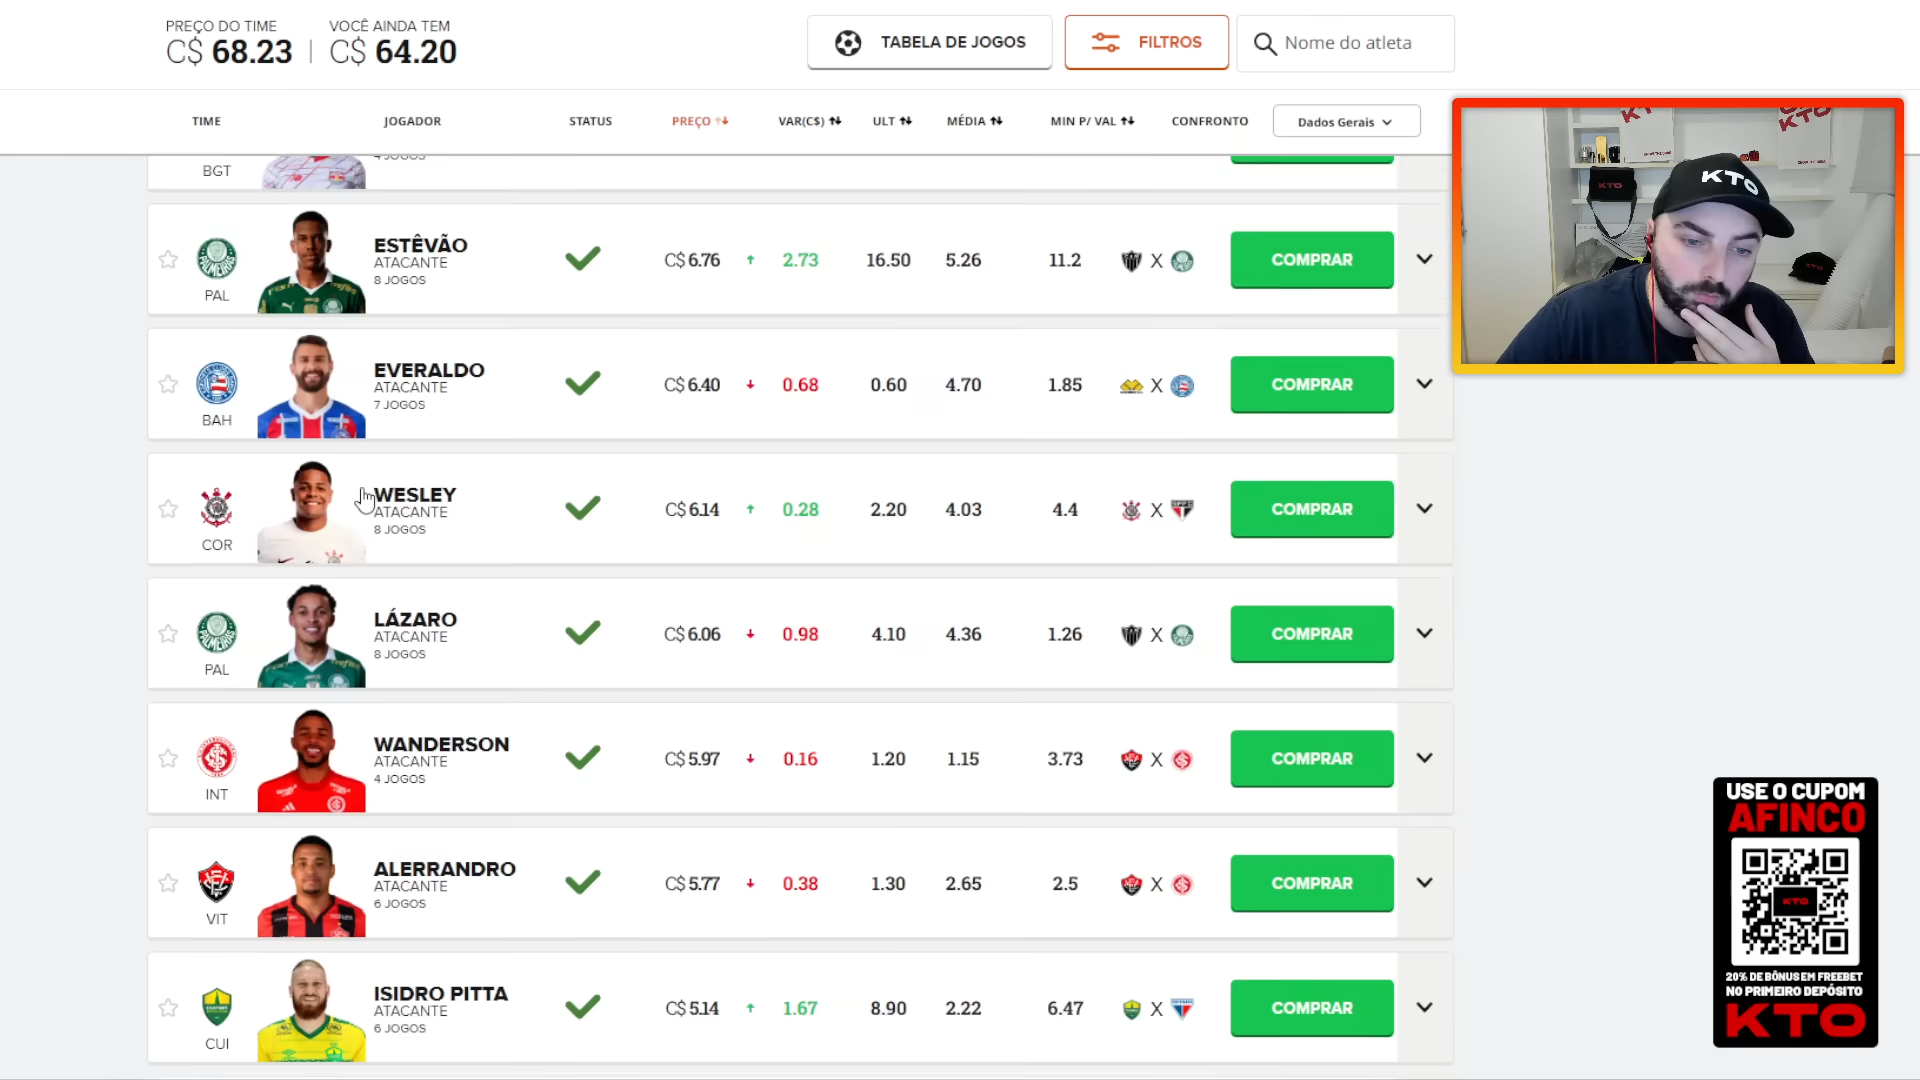 PREÇO DO TIME
C$ 68.23
VOCÊ AINDA TEM
C$ 64.20
TABELA DE JOGOS
FILTROS
Nome do atleta
TIME JOGADOR STATUS PREÇO VAR(C$) ULT MÉDIA MIN P/ VAL CONFRONTO Dados Gerais
BGT
4 JOGOS
ESTÊVÃO
ATACANTE
8 JOGOS
PAL
C$ 6.76 2.73 16.50 5.26 11.2 X COMPRAR
EVERALDO
ATACANTE
7 JOGOS
BAH
C$ 6.40 0.68 0.60 4.70 1.85 X COMPRAR
WESLEY
ATACANTE
8 JOGOS
COR
C$ 6.14 0.28 2.20 4.03 4.4 X COMPRAR
LÁZARO
ATACANTE
8 JOGOS
PAL
C$ 6.06 0.98 4.10 4.36 1.26 X COMPRAR
WANDERSON
ATACANTE
4 JOGOS
INT
C$ 5.97 0.16 1.20 1.15 3.73 X COMPRAR
ALERRANDRO
ATACANTE
6 JOGOS
VIT
C$ 5.77 0.38 1.30 2.65 2.5 X COMPRAR
ISIDRO PITTA
ATACANTE
6 JOGOS
CUI
C$ 5.14 1.67 8.90 2.22 6.47 X COMPRAR
KTO
KTO
KTO
USE O CUPOM
AFINCO
KTO
20% DE BÔNUS EM FREEBET
NO PRIMEIRO DEPÓSITO
KTO